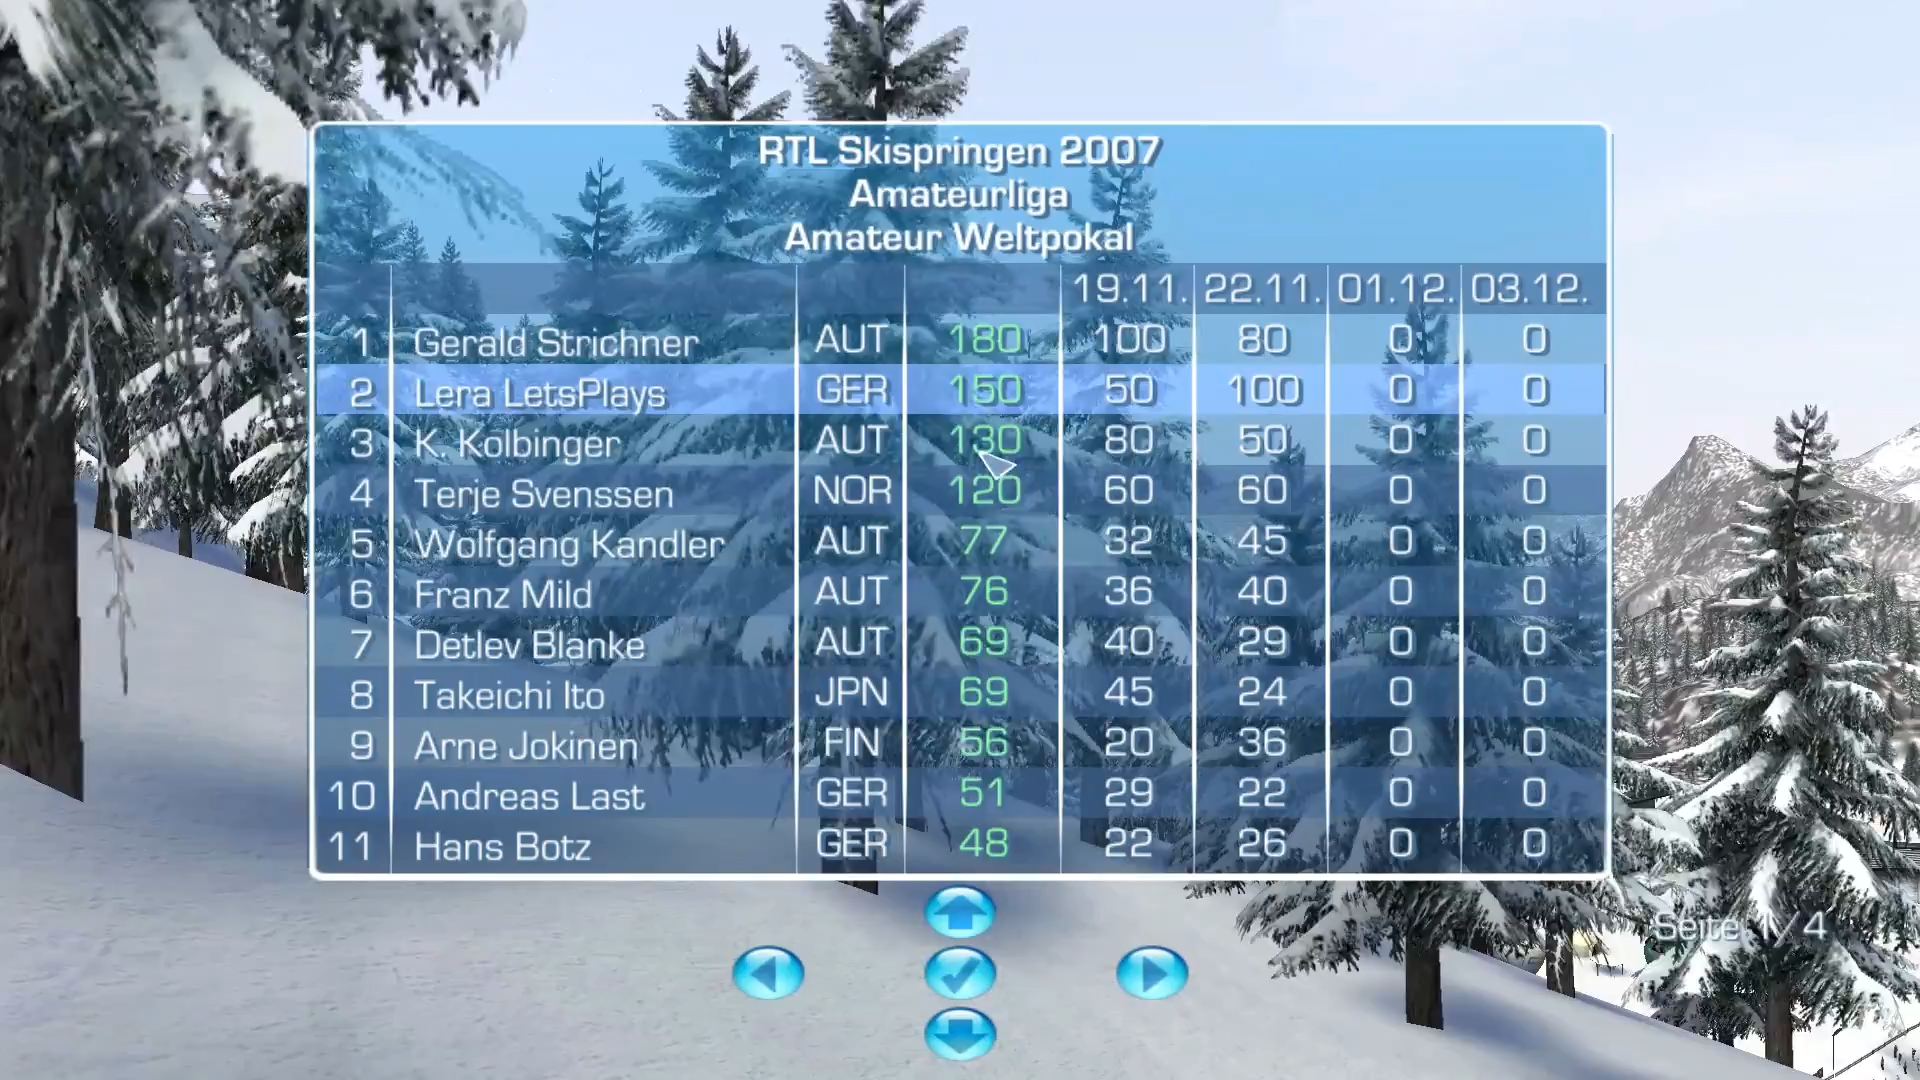 RTL Skispringen 2007
Amateurliga
Amateur Weltpokal
19.11. 22.11. 01.12. 03.12.
1 Gerald Strichner AUT 180 100 80 0 0
2 Lera LetsPlays GER 150 50 100 0 0
3 K. Kolbinger AUT 130 80 50 0 0
4 Terje Svenssen NOR 120 60 60 0 0
5 Wolfgang Kandler AUT 77 32 45 0 0
6 Franz Mild AUT 76 36 40 0 0
7 Detlev Blanke AUT 69 40 29 0 0
8 Takeichi Ito JPN 69 45 24 0 0
9 Arne Jokinen FIN 56 20 36 0 0
10 Andreas Last GER 51 29 22 0 0
11 Hans Botz GER 48 22 26 0 0
Seite 1/4